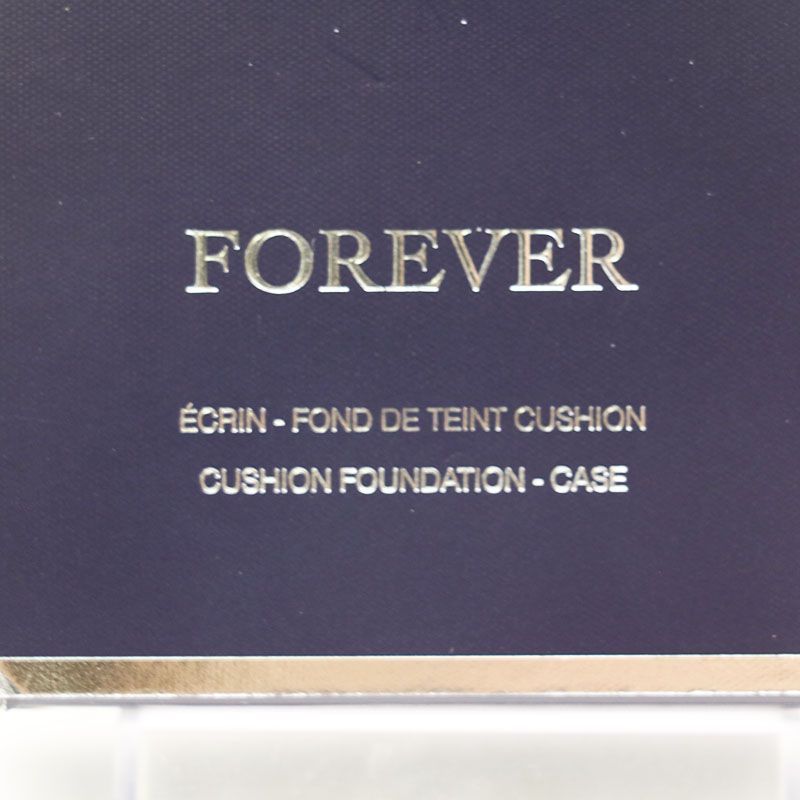 FOREVER
ÉCRIN - FOND DE TEINT CUSHION
CUSHION FOUNDATION - CASE